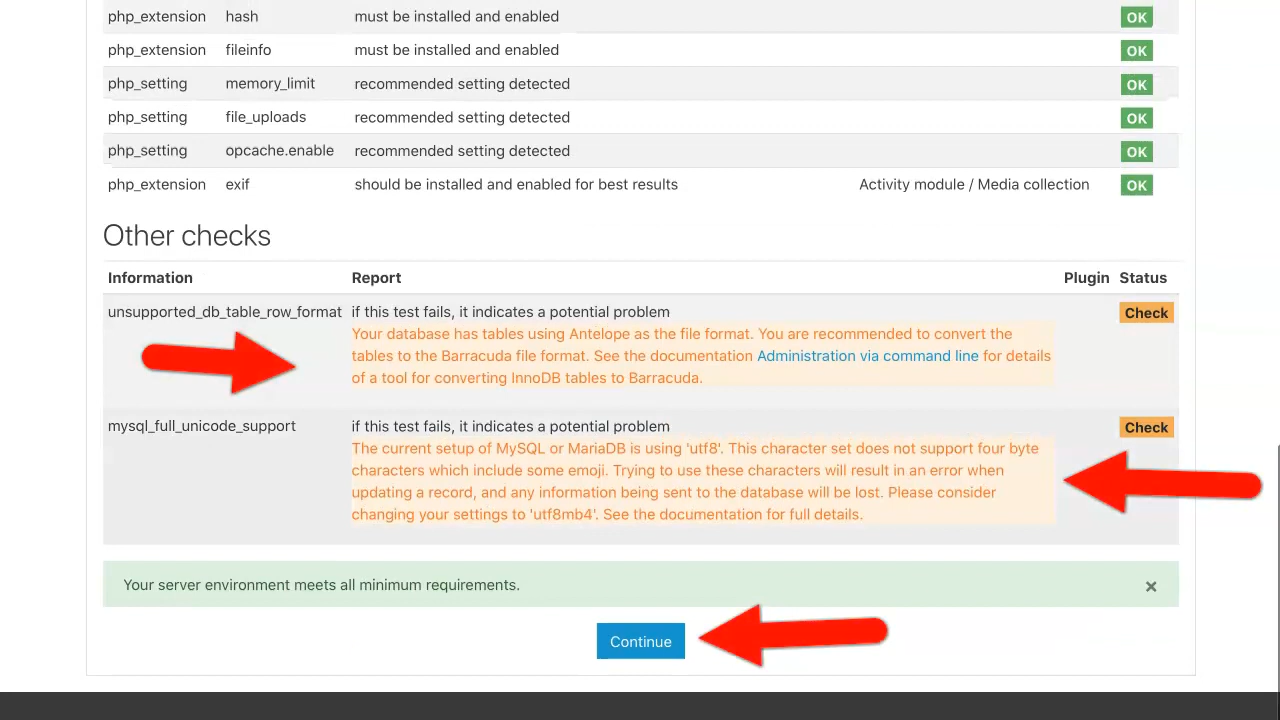 php_extension hash must be installed and enabled OK
php_extension fileinfo must be installed and enabled OK
php_setting memory_limit recommended setting detected OK
php_setting file_uploads recommended setting detected OK
php_setting opcache.enable recommended setting detected OK
php_extension exif should be installed and enabled for best results Activity module / Media collection OK
Other checks
Information Report Plugin Status
unsupported_db_table_row_format if this test fails, it indicates a potential problem Check
Your database has tables using Antelope as the file format. You are recommended to convert the
tables to the Barracuda file format. See the documentation Administration via command line for details
of a tool for converting InnoDB tables to Barracuda.
mysql_full_unicode_support if this test fails, it indicates a potential problem Check
The current setup of MySQL or MariaDB is using 'utf8'. This character set does not support four byte
characters which include some emoji. Trying to use these characters will result in an error when
updating a record, and any information being sent to the database will be lost. Please consider
changing your settings to 'utf8mb4'. See the documentation for full details.
Your server environment meets all minimum requirements. ×
Continue